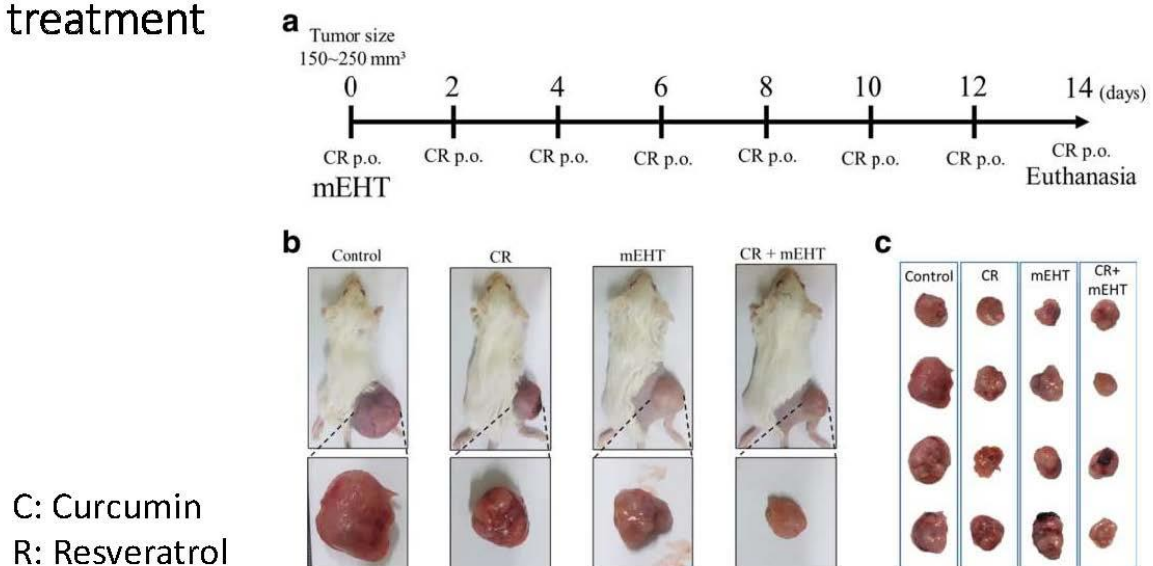 treatment
a
Tumor size
150~250 mm³
0 2 4 6 8 10 12 14 (days)
CR p.o. CR p.o. CR p.o. CR p.o. CR p.o. CR p.o. CR p.o. CR p.o.
mEHT Euthanasia
b
Control CR mEHT CR + mEHT
c
Control CR mEHT CR+
mEHT
C: Curcumin
R: Resveratrol